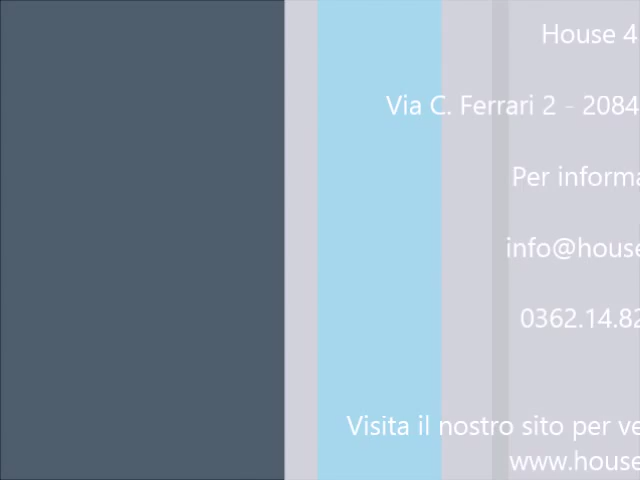 House 4
Via C. Ferrari 2 - 2084
Per informa
info@house
0362.14.82
Visita il nostro sito per ve
www.house